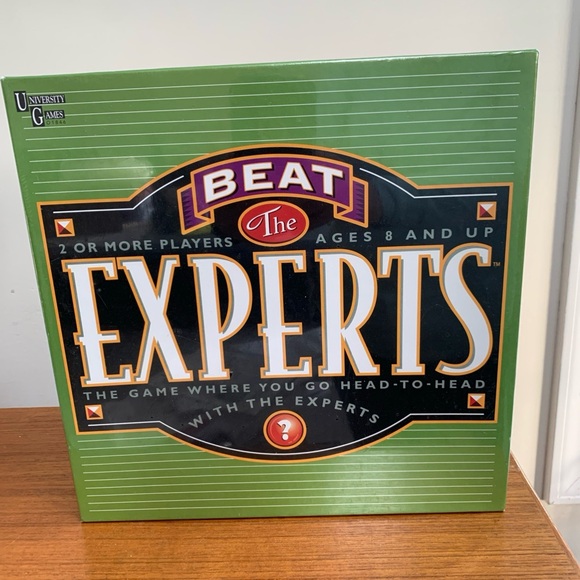 UNIVERSITY
GAMES
BEAT
The
2 OR MORE PLAYERS
AGES 8 AND UP
EXPERTS™
THE GAME WHERE YOU GO HEAD-TO-HEAD
WITH THE EXPERTS
?